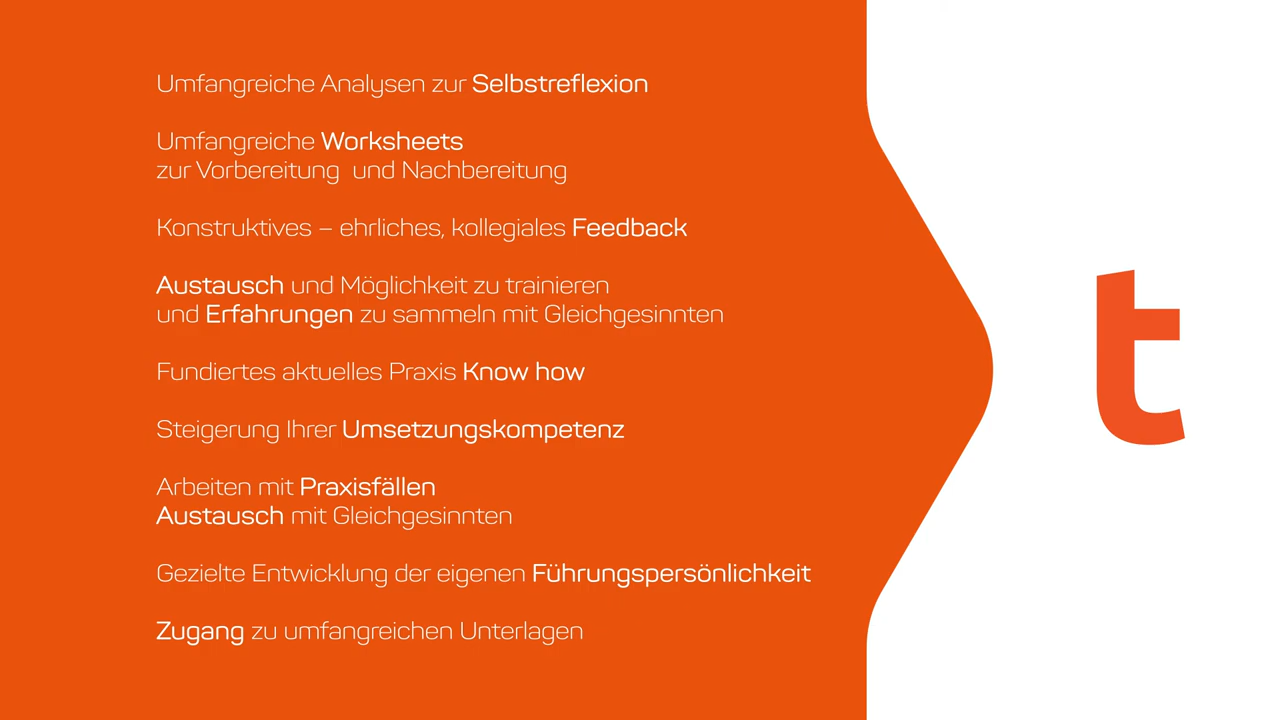 Umfangreiche Analysen zur Selbstreflexion
Umfangreiche Worksheets
zur Vorbereitung und Nachbereitung
Konstruktives – ehrliches, kollegiales Feedback
Austausch und Möglichkeit zu trainieren
und Erfahrungen zu sammeln mit Gleichgesinnten
Fundiertes aktuelles Praxis Know how
Steigerung Ihrer Umsetzungskompetenz
Arbeiten mit Praxisfällen
Austausch mit Gleichgesinnten
Gezielte Entwicklung der eigenen Führungspersönlichkeit
Zugang zu umfangreichen Unterlagen
t